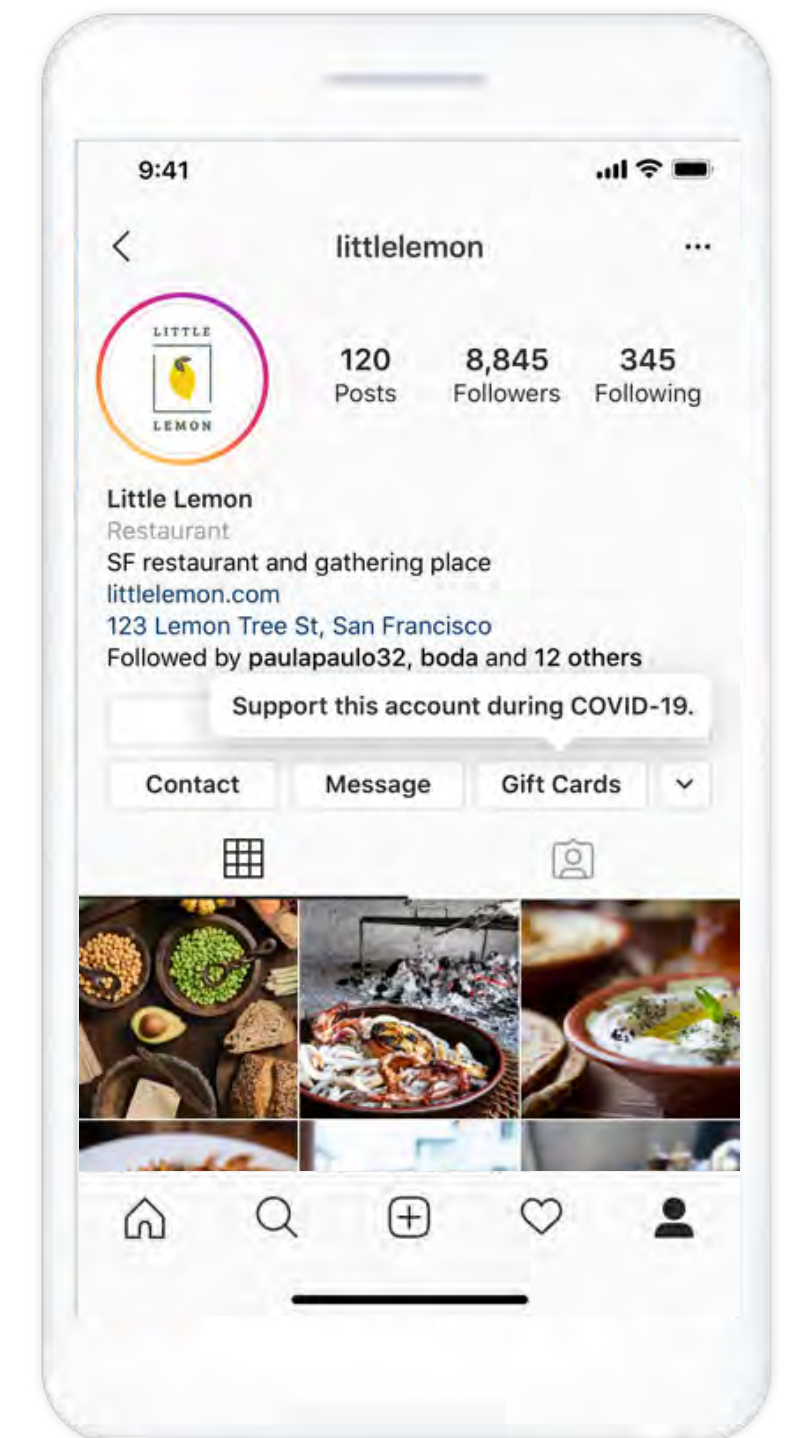 9:41
littlelemon
LITTLE
LEMON
120 8,845 345
Posts Followers Following
Little Lemon
Restaurant
SF restaurant and gathering place
littlelemon.com
123 Lemon Tree St, San Francisco
Followed by paulapaulo32, boda and 12 others
Support this account during COVID-19.
Contact Message Gift Cards